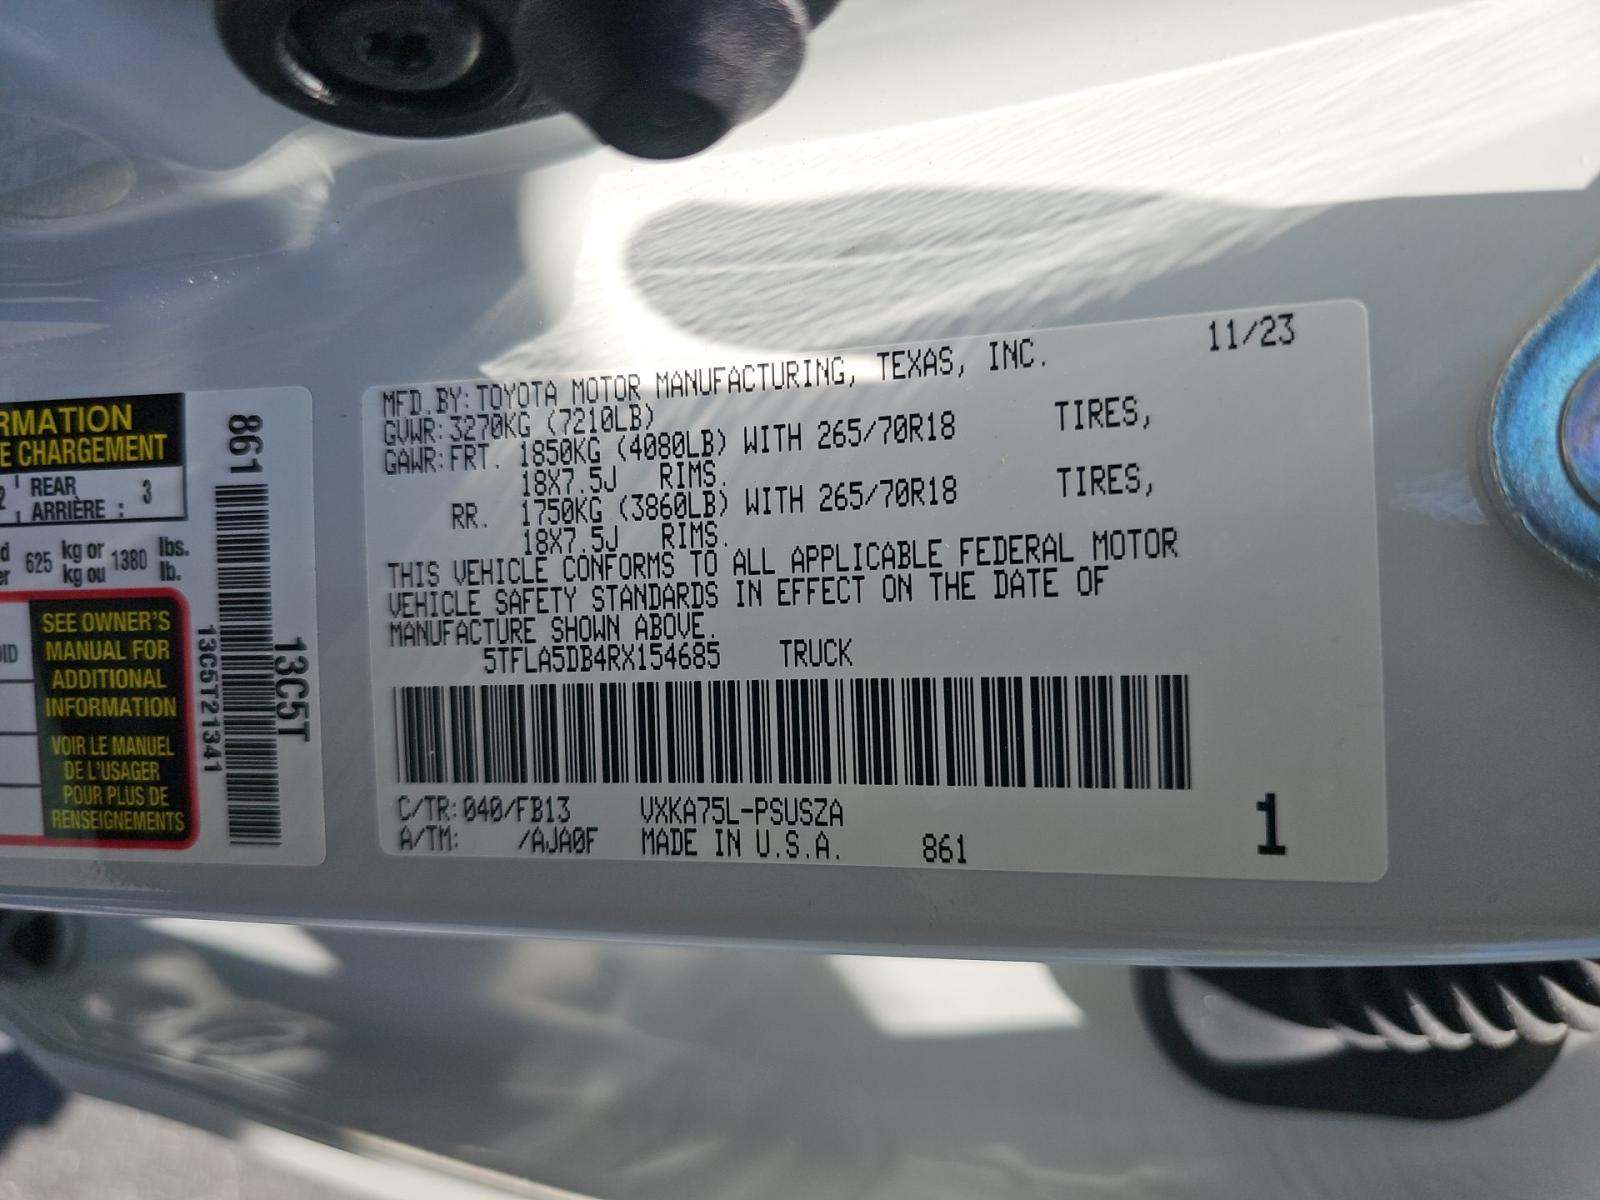 RMATION
E CHARGEMENT
2 REAR
ARRIÈRE : 3
625 kg or 1380 lbs.
kg ou lb.
SEE OWNER'S
MANUAL FOR
ADDITIONAL
INFORMATION
VOIR LE MANUEL
DE L'USAGER
POUR PLUS DE
RENSEIGNEMENTS
861
13C5T
13C5T21341
11/23
MFD.BY:TOYOTA MOTOR MANUFACTURING, TEXAS, INC.
GVWR:3270KG (7210LB)
GAWR:FRT. 1850KG (4080LB) WITH 265/70R18 TIRES,
18X7.5J RIMS.
RR. 1750KG (3860LB) WITH 265/70R18 TIRES,
18X7.5J RIMS.
THIS VEHICLE CONFORMS TO ALL APPLICABLE FEDERAL MOTOR
VEHICLE SAFETY STANDARDS IN EFFECT ON THE DATE OF
MANUFACTURE SHOWN ABOVE.
5TFLA5DB4RX154685 TRUCK
C/TR:040/FB13 VXKA75L-PSUSZA
A/TM: /AJA0F MADE IN U.S.A. 861
1